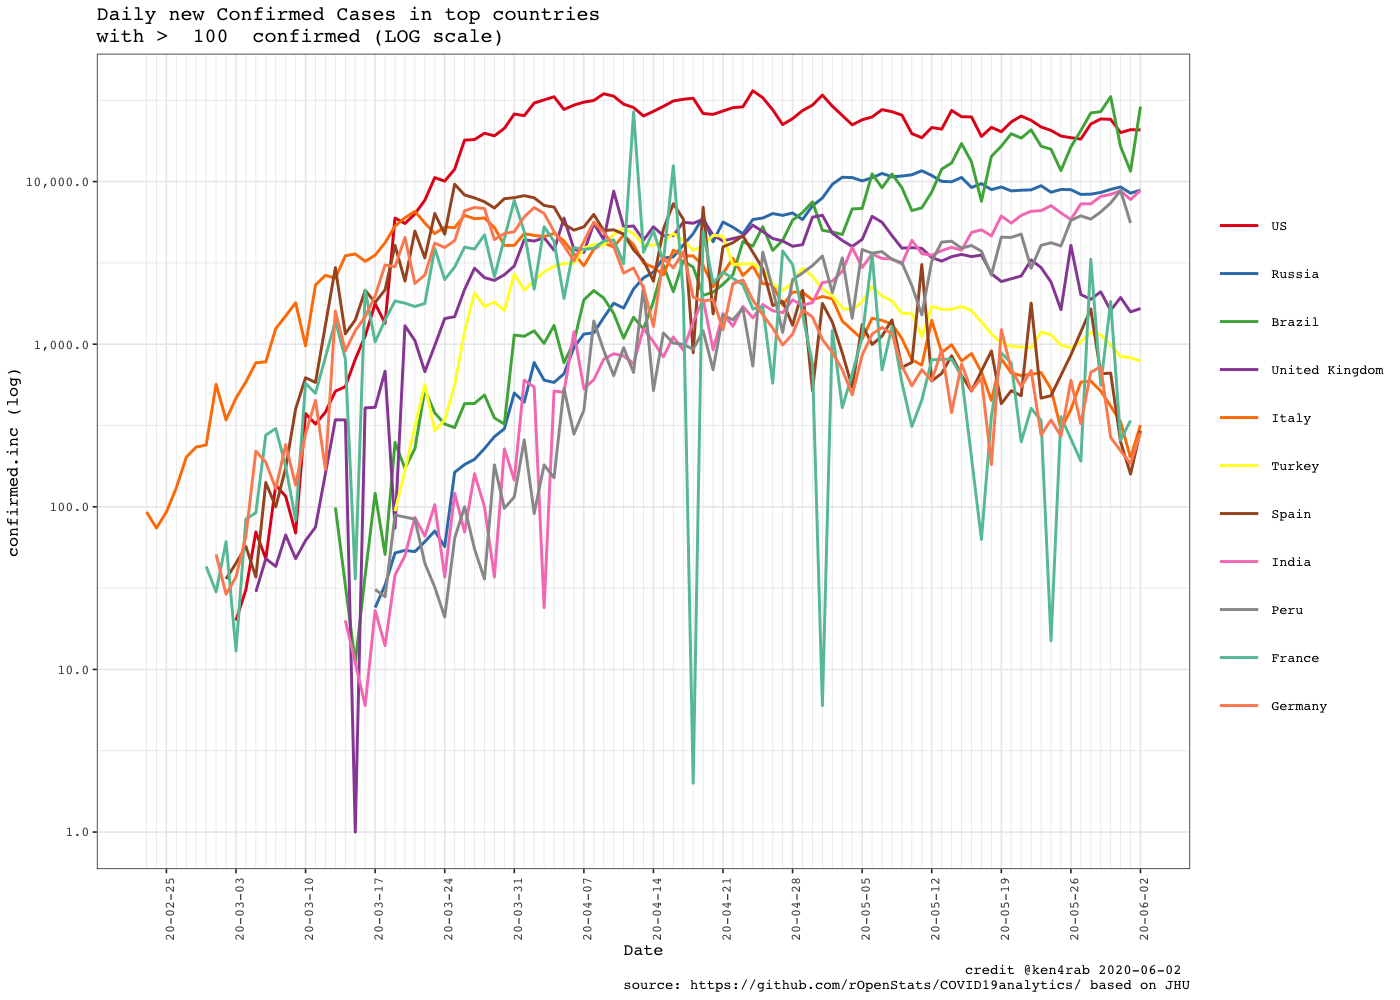 Daily new Confirmed Cases in top countries
with >  100  confirmed (LOG scale)
confirmed.inc (log)
10,000.0
1,000.0
100.0
10.0
1.0
20-02-25
20-03-03
20-03-10
20-03-17
20-03-24
20-03-31
20-04-07
20-04-14
20-04-21
20-04-28
20-05-05
20-05-12
20-05-19
20-05-26
20-06-02
Date
US
Russia
Brazil
United Kingdom
Italy
Turkey
Spain
India
Peru
France
Germany
credit @ken4rab 2020-06-02
source: https://github.com/rOpenStats/COVID19analytics/ based on JHU